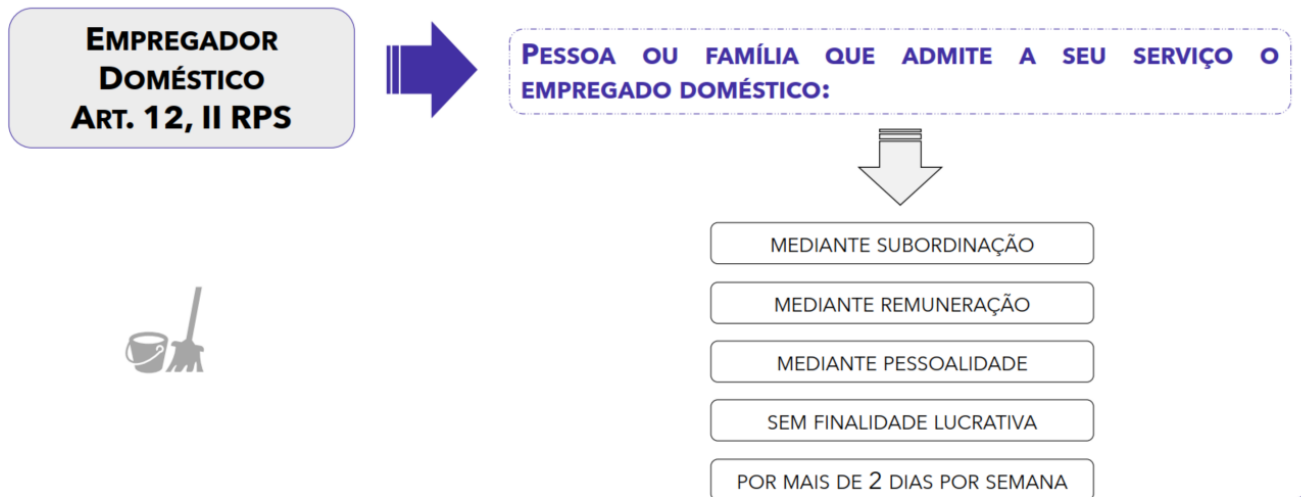 EMPREGADOR
DOMÉSTICO
ART. 12, II RPS
PESSOA OU FAMÍLIA QUE ADMITE A SEU SERVIÇO O
EMPREGADO DOMÉSTICO:
MEDIANTE SUBORDINAÇÃO
MEDIANTE REMUNERAÇÃO
MEDIANTE PESSOALIDADE
SEM FINALIDADE LUCRATIVA
POR MAIS DE 2 DIAS POR SEMANA